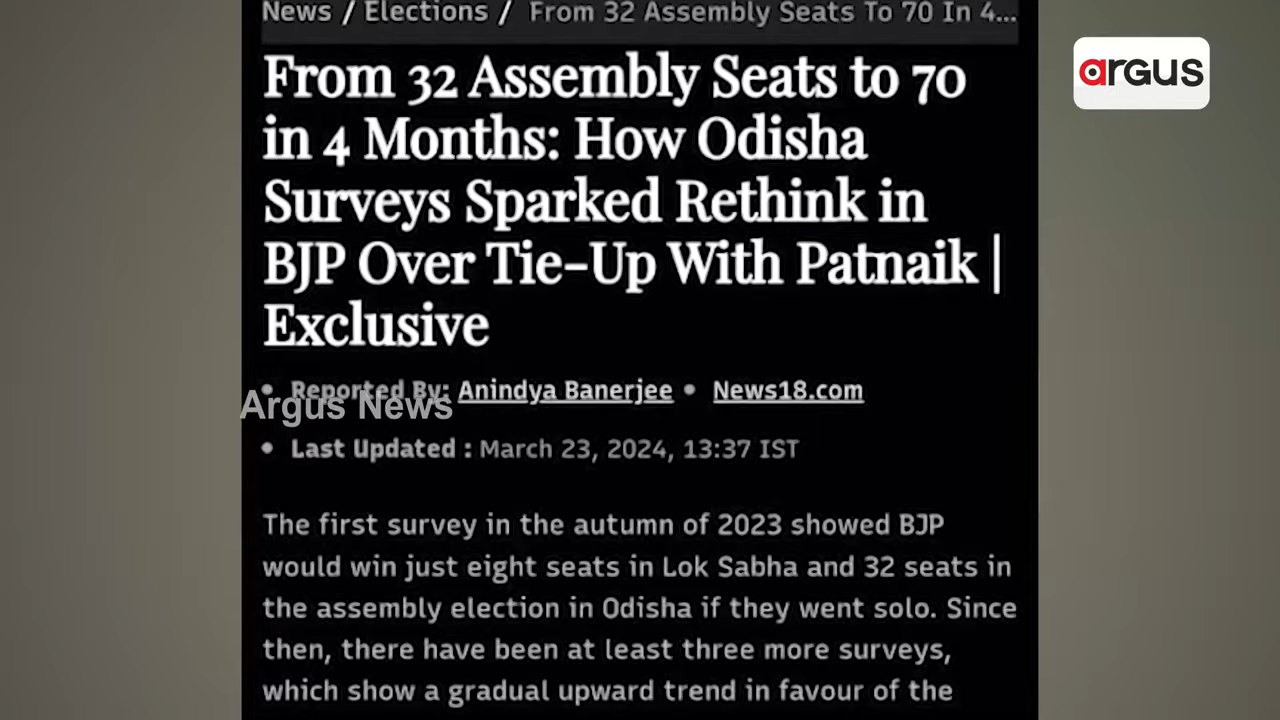 News / Elections / From 32 Assembly Seats To 70 In 4...
argus
From 32 Assembly Seats to 70
in 4 Months: How Odisha
Surveys Sparked Rethink in
BJP Over Tie-Up With Patnaik |
Exclusive
• Reported By: Anindya Banerjee • News18.com
Argus News
• Last Updated : March 23, 2024, 13:37 IST
The first survey in the autumn of 2023 showed BJP
would win just eight seats in Lok Sabha and 32 seats in
the assembly election in Odisha if they went solo. Since
then, there have been at least three more surveys,
which show a gradual upward trend in favour of the